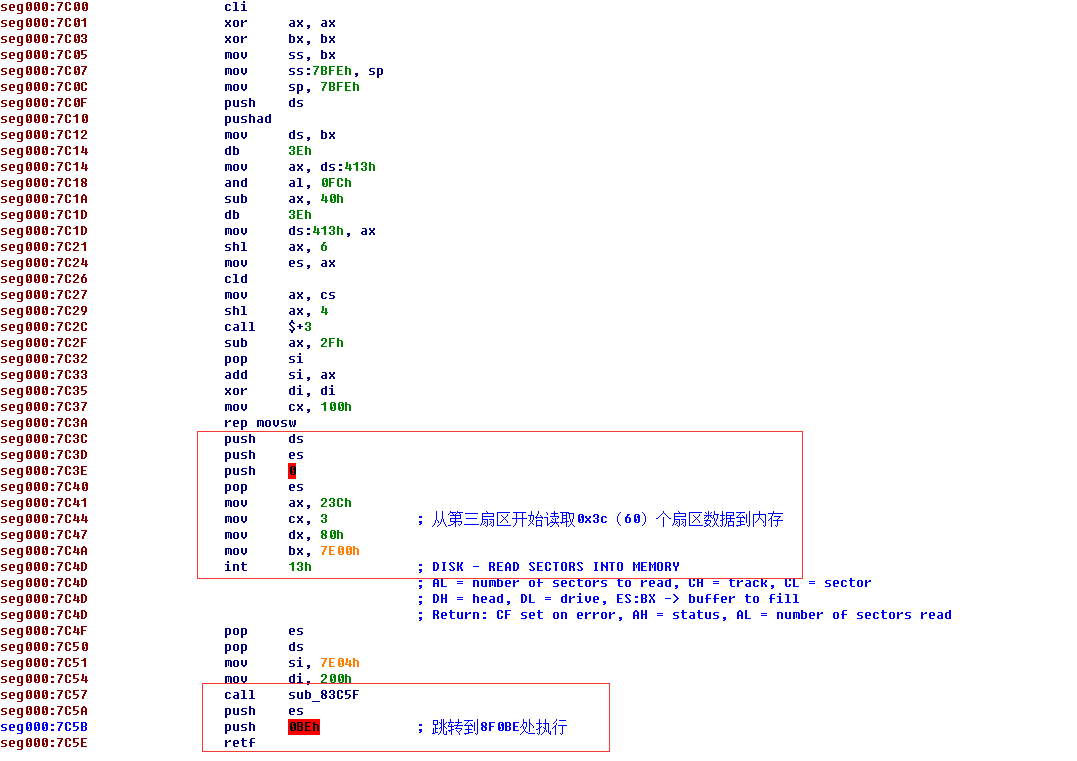 seg000:7C00 cli
seg000:7C01 xor ax, ax
seg000:7C03 xor bx, bx
seg000:7C05 mov ss, bx
seg000:7C07 mov ss:7BFEh, sp
seg000:7C0C mov sp, 7BFEh
seg000:7C0F push ds
seg000:7C10 pushad
seg000:7C12 mov ds, bx
seg000:7C14 db 3Eh
seg000:7C14 mov ax, ds:413h
seg000:7C18 and al, 0FCh
seg000:7C1A sub ax, 40h
seg000:7C1D db 3Eh
seg000:7C1D mov ds:413h, ax
seg000:7C21 shl ax, 6
seg000:7C24 mov es, ax
seg000:7C26 cld
seg000:7C27 mov ax, cs
seg000:7C29 shl ax, 4
seg000:7C2C call $+3
seg000:7C2F sub ax, 2Fh
seg000:7C32 pop si
seg000:7C33 add si, ax
seg000:7C35 xor di, di
seg000:7C37 mov cx, 100h
seg000:7C3A rep movsw
seg000:7C3C push ds
seg000:7C3D push es
seg000:7C3E push 0
seg000:7C40 pop es
seg000:7C41 mov ax, 23Ch
seg000:7C44 mov cx, 3 ; 从第三扇区开始读取0x3c（60）个扇区数据到内存
seg000:7C47 mov dx, 80h
seg000:7C4A mov bx, 7E00h
seg000:7C4D int 13h ; DISK - READ SECTORS INTO MEMORY
seg000:7C4D ; AL = number of sectors to read, CH = track, CL = sector
seg000:7C4D ; DH = head, DL = drive, ES:BX -> buffer to fill
seg000:7C4D ; Return: CF set on error, AH = status, AL = number of sectors read
seg000:7C4F pop es
seg000:7C50 pop ds
seg000:7C51 mov si, 7E04h
seg000:7C54 mov di, 200h
seg000:7C57 call sub_83C5F
seg000:7C5A push es
seg000:7C5B push 0BEh ; 跳转到8F0BE处执行
seg000:7C5E retf